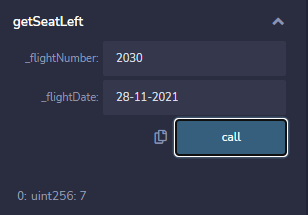 getSeatLeft
_flightNumber: 2030
_flightDate: 28-11-2021
call
0: uint256: 7